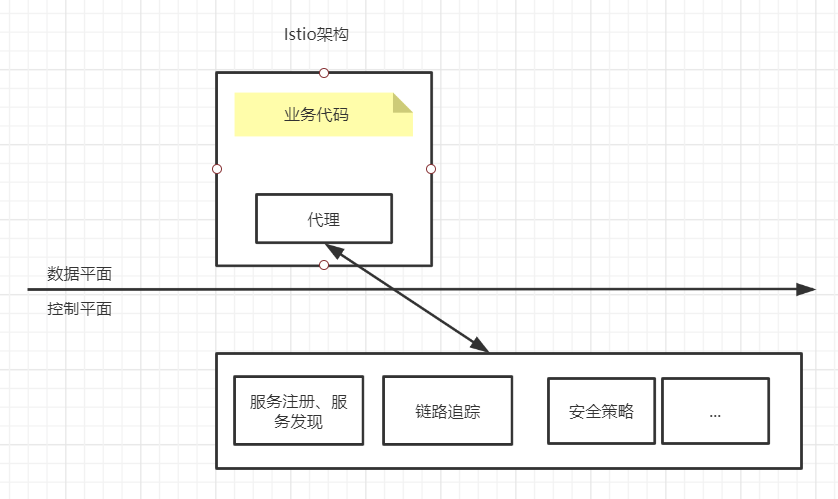 Istio架构
业务代码
代理
数据平面
控制平面
服务注册、服
务发现
链路追踪
安全策略
...